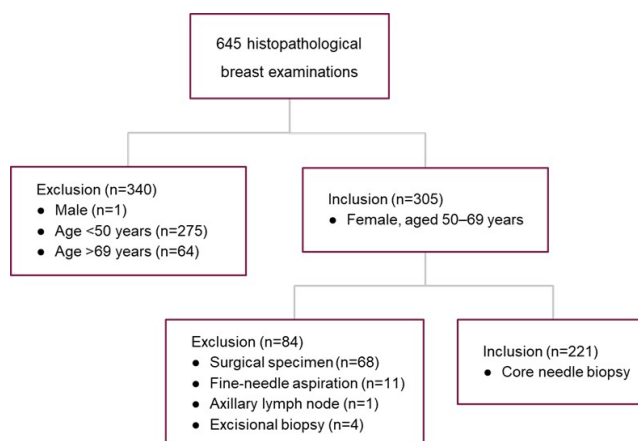 645 histopathological
breast examinations
Exclusion (n=340)
● Male (n=1)
● Age <50 years (n=275)
● Age >69 years (n=64)
Inclusion (n=305)
● Female, aged 50–69 years
Exclusion (n=84)
● Surgical specimen (n=68)
● Fine-needle aspiration (n=11)
● Axillary lymph node (n=1)
● Excisional biopsy (n=4)
Inclusion (n=221)
● Core needle biopsy